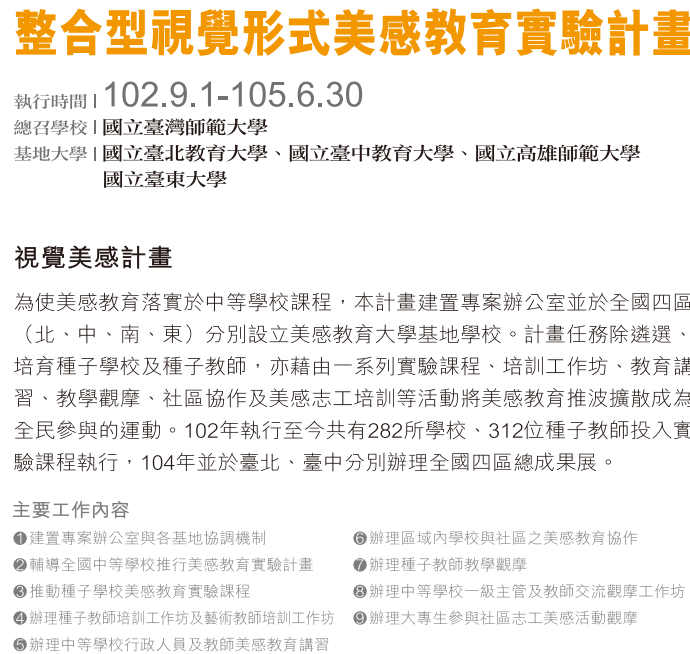 整合型視覺形式美感教育實驗計畫
執行時間 | 102.9.1-105.6.30
總召學校 | 國立臺灣師範大學
基地大學 | 國立臺北教育大學、國立臺中教育大學、國立高雄師範大學
國立臺東大學
視覺美感計畫
為使美感教育落實於中等學校課程，本計畫建置專案辦公室並於全國四區
（北、中、南、東）分別設立美感教育大學基地學校。計畫任務除遴選、
培育種子學校及種子教師，亦藉由一系列實驗課程、培訓工作坊、教育講
習、教學觀摩、社區協作及美感志工培訓等活動將美感教育推波擴散成為
全民參與的運動。102年執行至今共有282所學校、312位種子教師投入實
驗課程執行，104年並於臺北、臺中分別辦理全國四區總成果展。
主要工作內容
❶建置專案辦公室與各基地協調機制
❷輔導全國中等學校推行美感教育實驗計畫
❸推動種子學校美感教育實驗課程
❹辦理種子教師培訓工作坊及藝術教師培訓工作坊
❺辦理中等學校行政人員及教師美感教育講習
❻辦理區域內學校與社區之美感教育協作
❼辦理種子教師教學觀摩
❽辦理中等學校一級主管及教師交流觀摩工作坊
❾辦理大專生參與社區志工美感活動觀摩